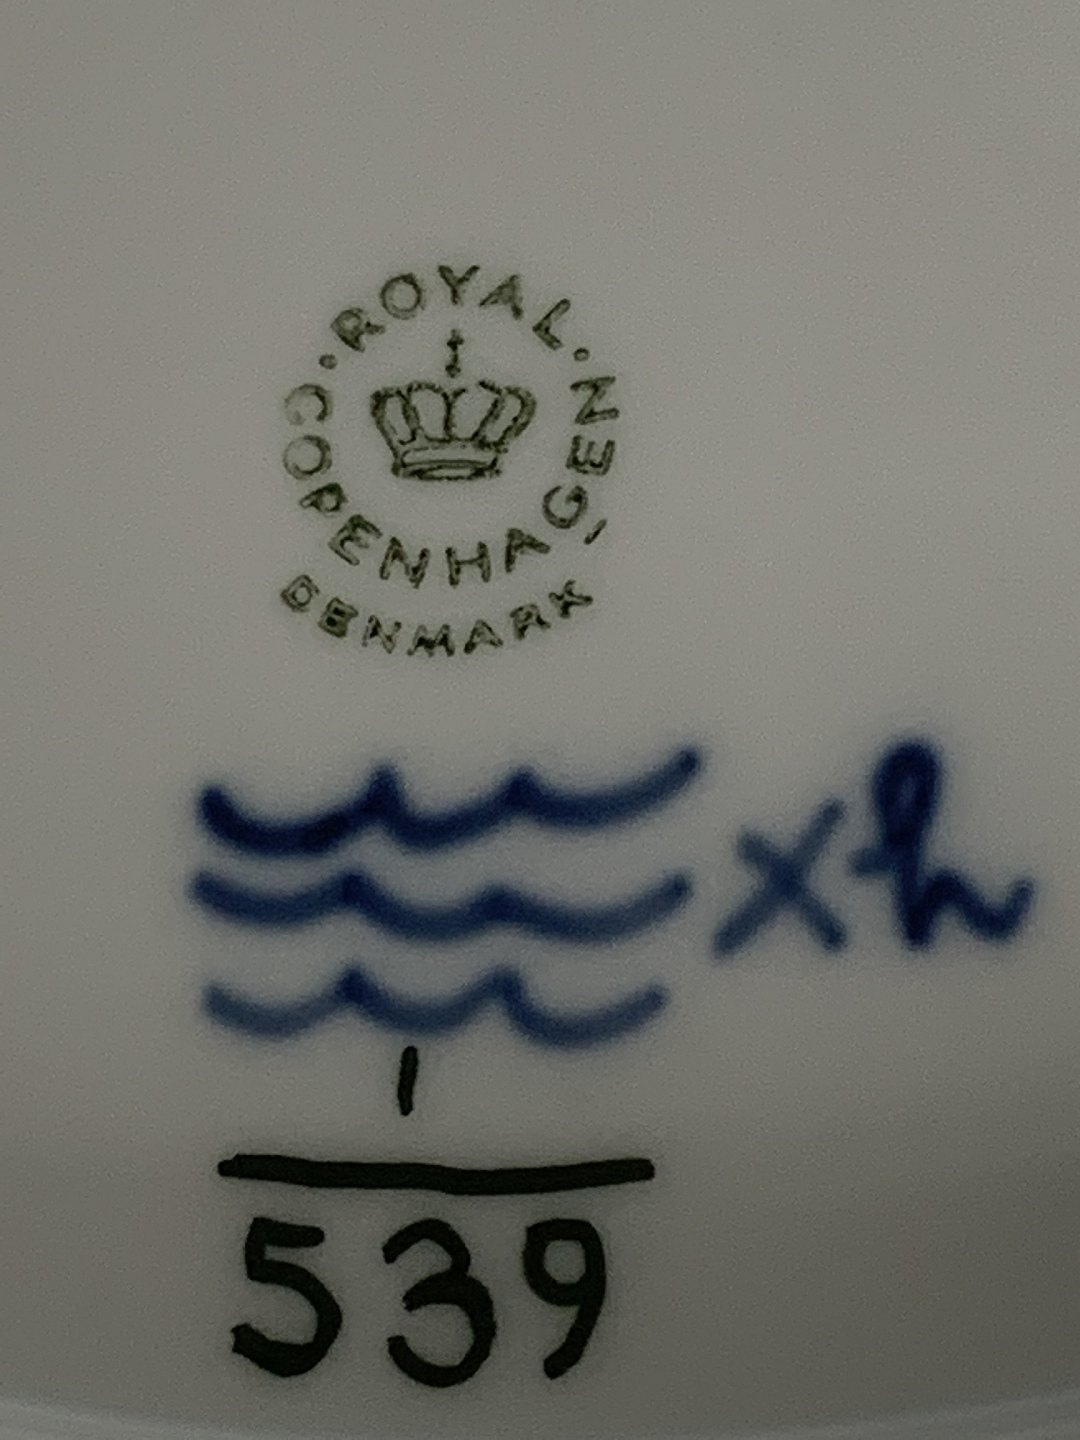 ROYAL
COPENHAGEN
DENMARK
xh
1
539